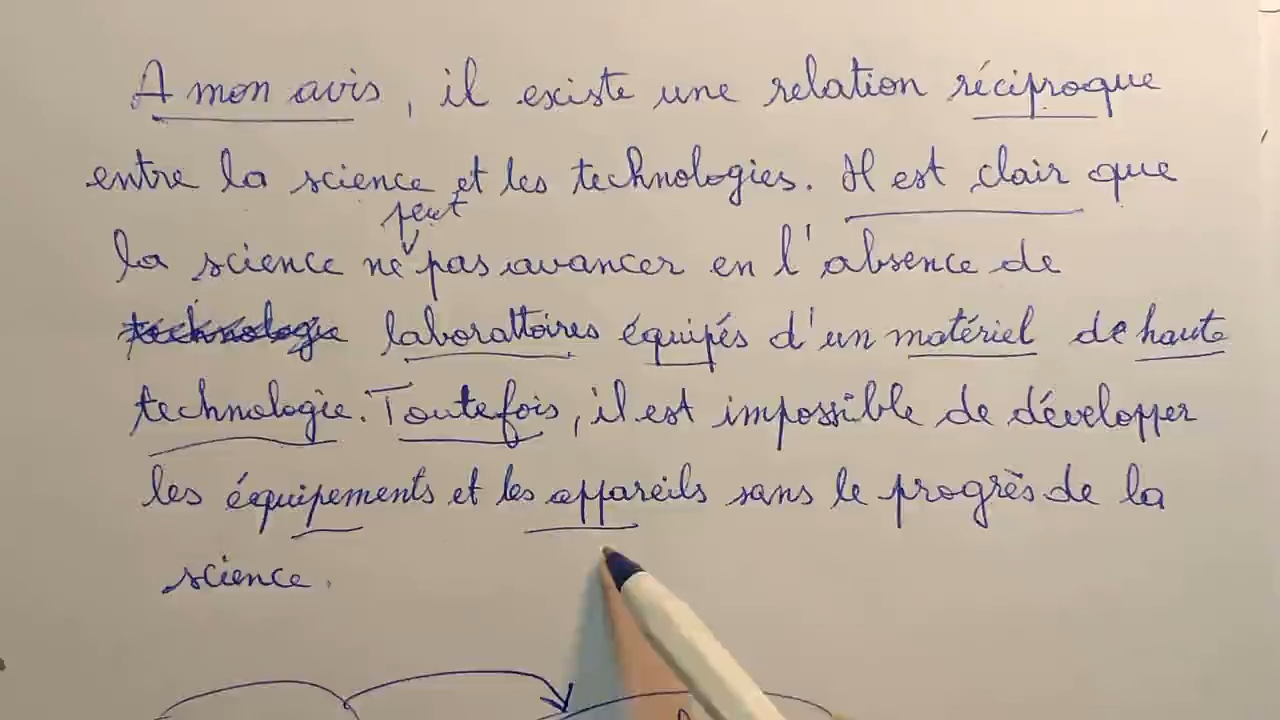 A mon avis, il existe une relation réciproque
entre la science et les technologies. Il est clair que
peut
la science ne pas avancer en l'absence de
technologie laborattoires équipés d'un matériel de haute
technologie. Toutefois, il est impossible de développer
les équipements et les appareils sans le progrès de la
science.